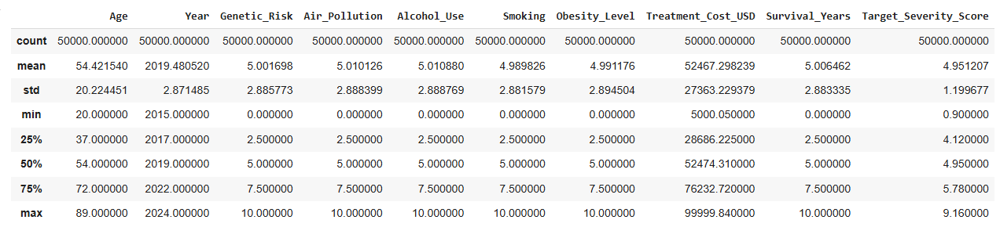 Age Year Genetic_Risk Air_Pollution Alcohol_Use Smoking Obesity_Level Treatment_Cost_USD Survival_Years Target_Severity_Score
count 50000.000000 50000.000000 50000.000000 50000.000000 50000.000000 50000.000000 50000.000000 50000.000000 50000.000000 50000.000000
mean 54.421540 2019.480520 5.001698 5.010126 5.010880 4.989826 4.991176 52467.298239 5.006462 4.951207
std 20.224451 2.871485 2.885773 2.888399 2.888769 2.881579 2.894504 27363.229379 2.883335 1.199677
min 20.000000 2015.000000 0.000000 0.000000 0.000000 0.000000 0.000000 5000.050000 0.000000 0.900000
25% 37.000000 2017.000000 2.500000 2.500000 2.500000 2.500000 2.500000 28686.225000 2.500000 4.120000
50% 54.000000 2019.000000 5.000000 5.000000 5.000000 5.000000 5.000000 52474.310000 5.000000 4.950000
75% 72.000000 2022.000000 7.500000 7.500000 7.500000 7.500000 7.500000 76232.720000 7.500000 5.780000
max 89.000000 2024.000000 10.000000 10.000000 10.000000 10.000000 10.000000 99999.840000 10.000000 9.160000